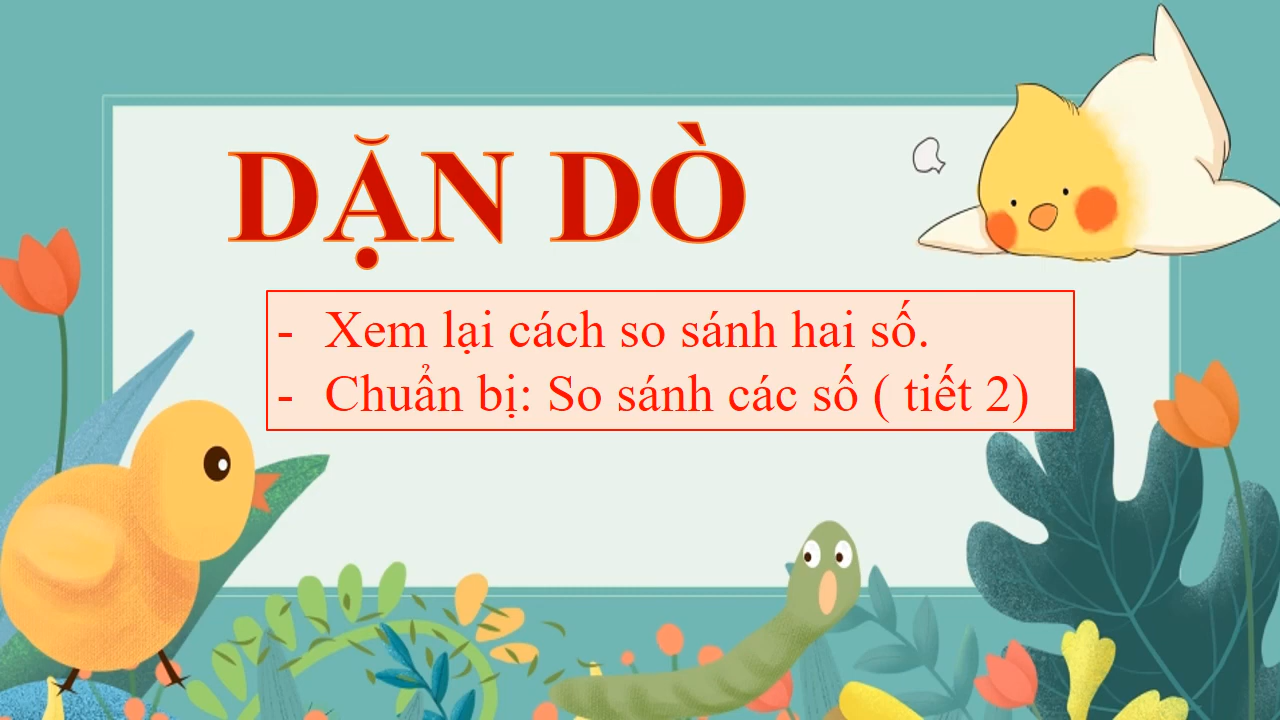 DẶN DÒ
- Xem lại cách so sánh hai số.
- Chuẩn bị: So sánh các số ( tiết 2)